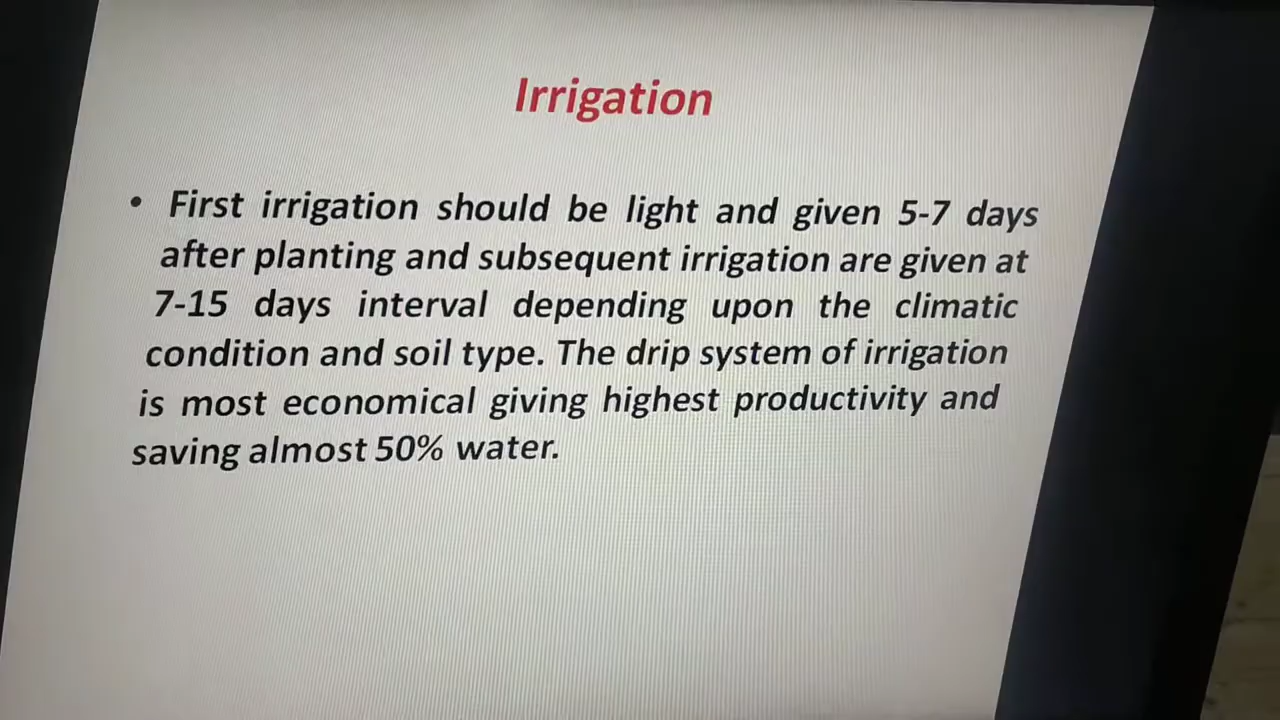 Irrigation
• First irrigation should be light and given 5-7 days
after planting and subsequent irrigation are given at
7-15 days interval depending upon the climatic
condition and soil type. The drip system of irrigation
is most economical giving highest productivity and
saving almost 50% water.